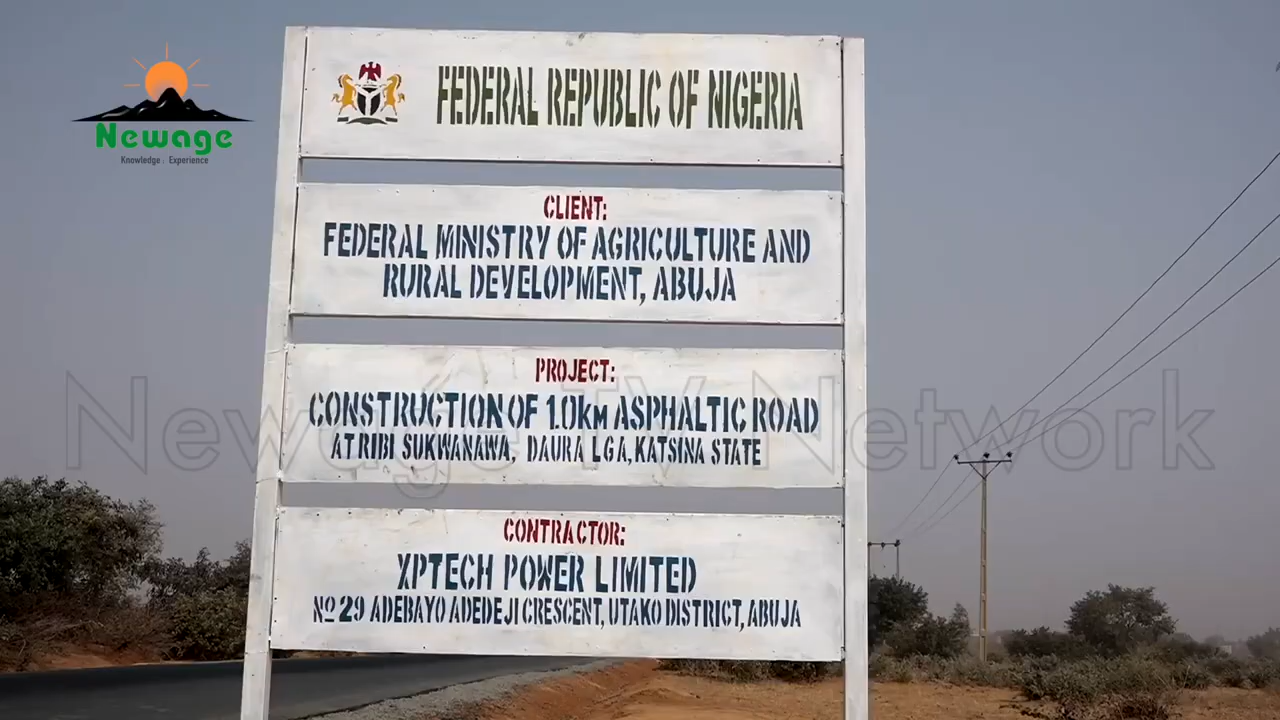 Newage
Knowledge . Experience
FEDERAL REPUBLIC OF NIGERIA
CLIENT:
FEDERAL MINISTRY OF AGRICULTURE AND
RURAL DEVELOPMENT, ABUJA
PROJECT:
CONSTRUCTION OF 1.0km ASPHALTIC ROAD
AT RIBI SUKWANAWA, DAURA LGA, KATSINA STATE
Newage TV Network
CONTRACTOR:
XPTECH POWER LIMITED
No 29 ADEBAYO ADEDEJI CRESCENT, UTAKO DISTRICT, ABUJA